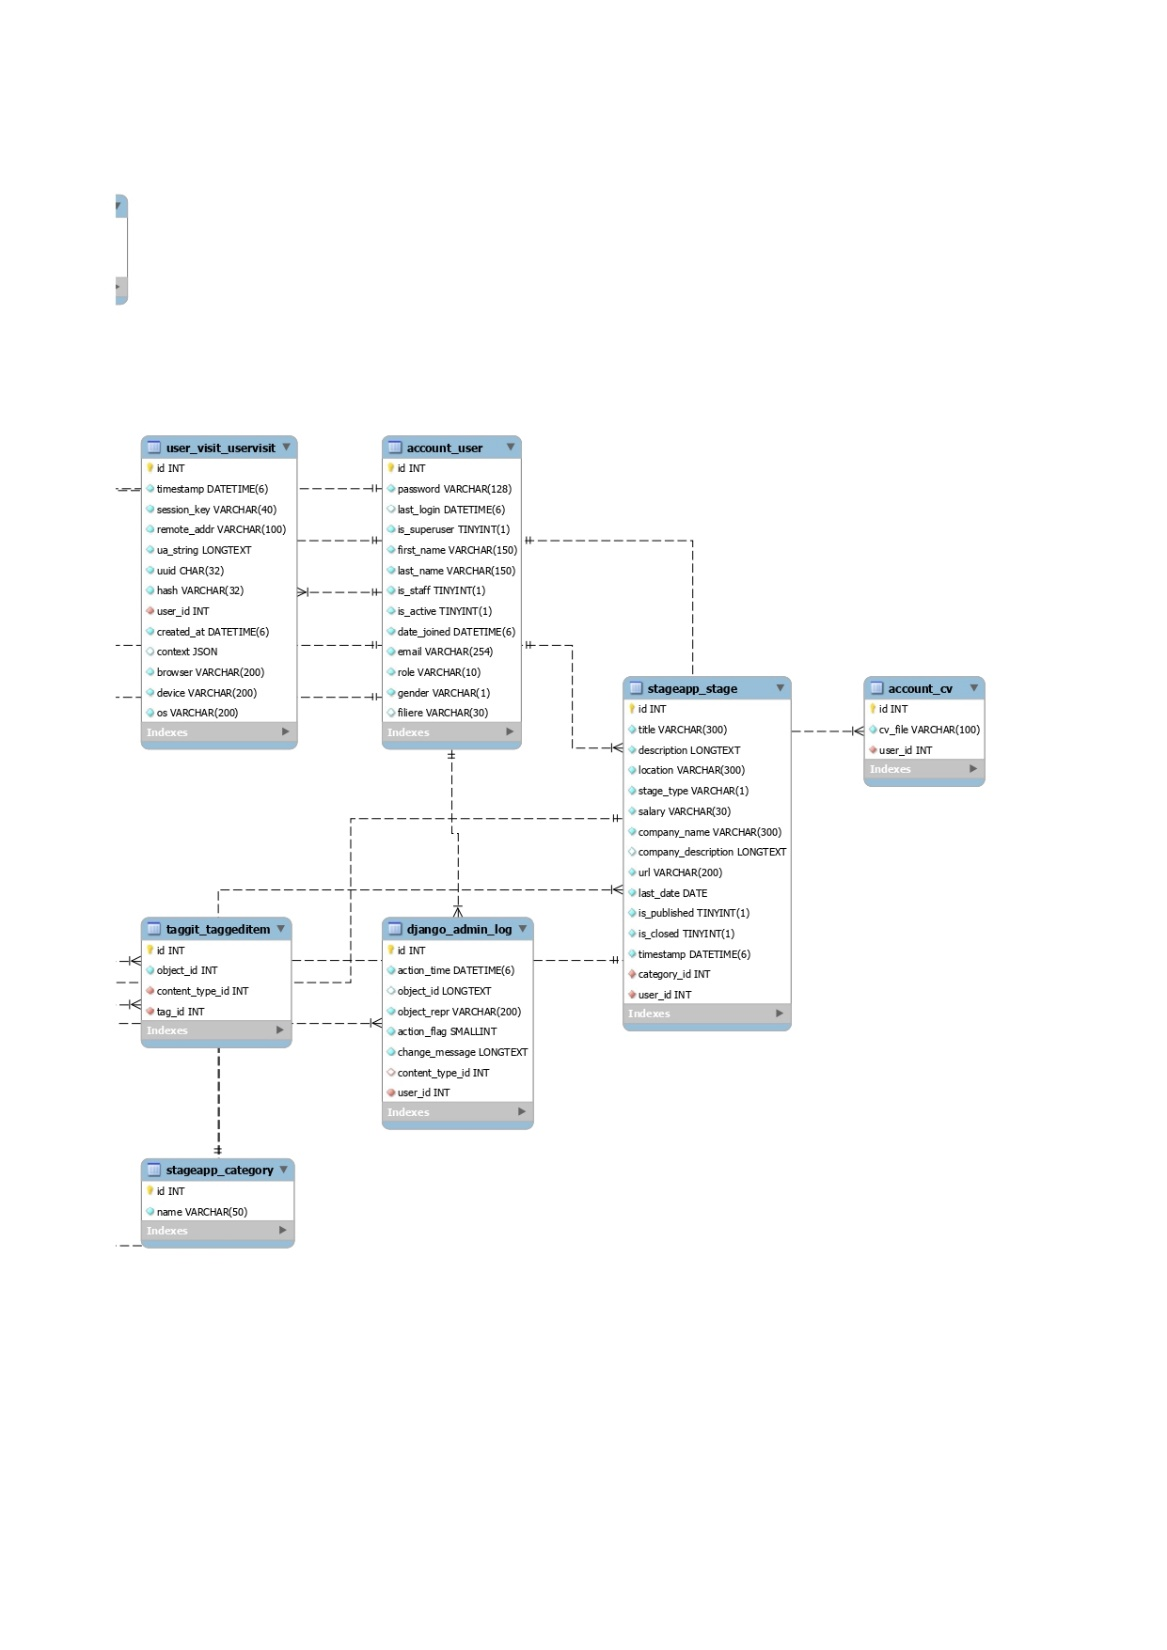 user_visit_uservisit
id INT
timestamp DATETIME(6)
session_key VARCHAR(40)
remote_addr VARCHAR(100)
ua_string LONGTEXT
uuid CHAR(32)
hash VARCHAR(32)
user_id INT
created_at DATETIME(6)
context JSON
browser VARCHAR(200)
device VARCHAR(200)
os VARCHAR(200)
Indexes
account_user
id INT
password VARCHAR(128)
last_login DATETIME(6)
is_superuser TINYINT(1)
first_name VARCHAR(150)
last_name VARCHAR(150)
is_staff TINYINT(1)
is_active TINYINT(1)
date_joined DATETIME(6)
email VARCHAR(254)
role VARCHAR(10)
gender VARCHAR(1)
filiere VARCHAR(30)
Indexes
stageapp_stage
id INT
title VARCHAR(300)
description LONGTEXT
location VARCHAR(300)
stage_type VARCHAR(1)
salary VARCHAR(30)
company_name VARCHAR(300)
company_description LONGTEXT
url VARCHAR(200)
last_date DATE
is_published TINYINT(1)
is_closed TINYINT(1)
timestamp DATETIME(6)
category_id INT
user_id INT
Indexes
account_cv
id INT
cv_file VARCHAR(100)
user_id INT
Indexes
taggit_taggeditem
id INT
object_id INT
content_type_id INT
tag_id INT
Indexes
django_admin_log
id INT
action_time DATETIME(6)
object_id LONGTEXT
object_repr VARCHAR(200)
action_flag SMALLINT
change_message LONGTEXT
content_type_id INT
user_id INT
Indexes
stageapp_category
id INT
name VARCHAR(50)
Indexes